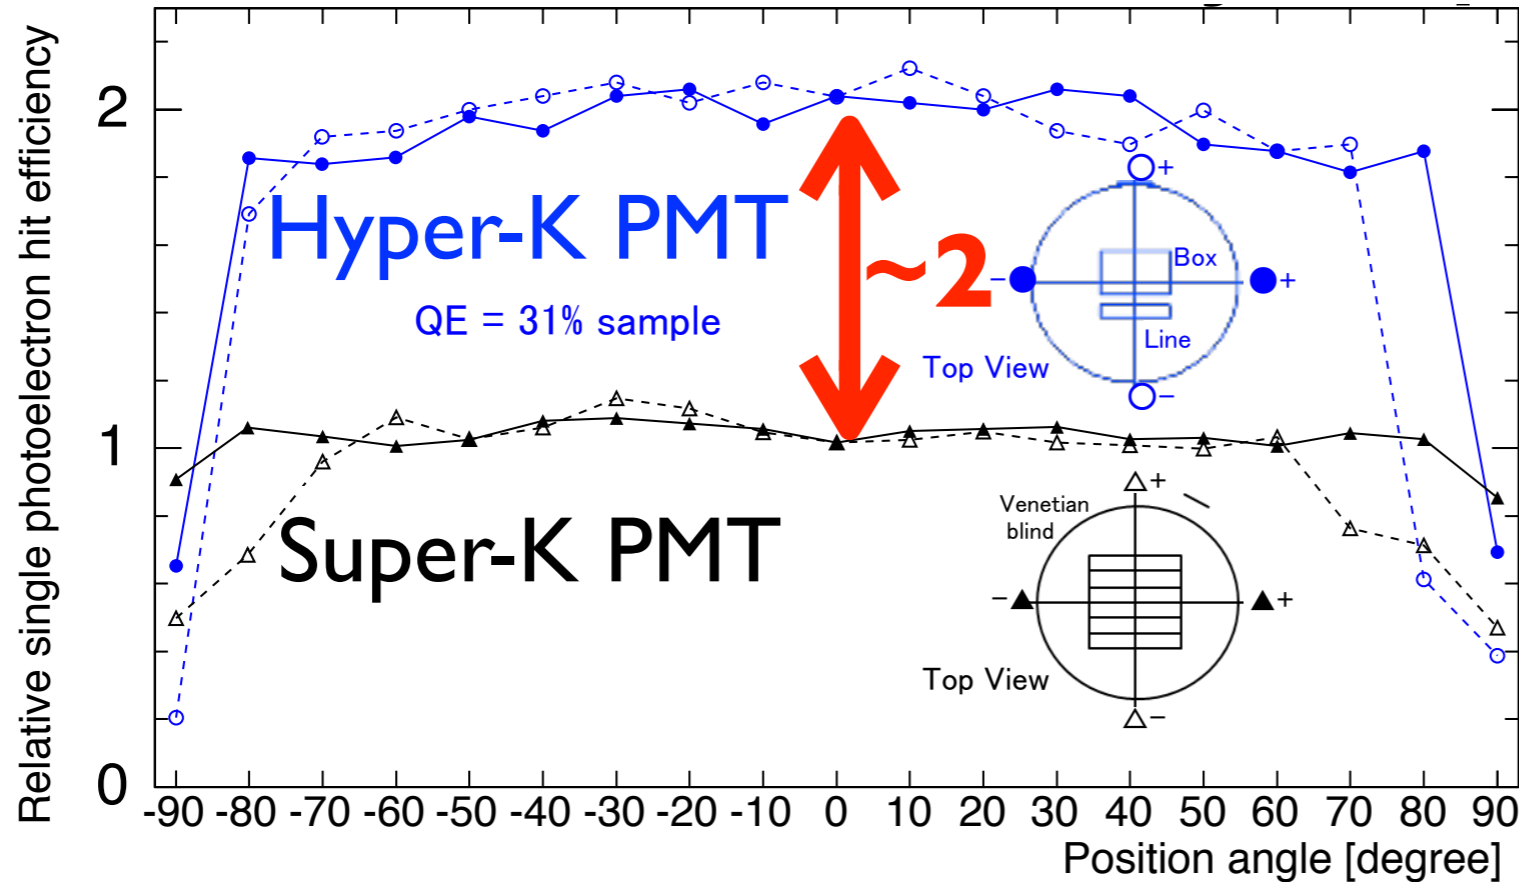 Relative single photoelectron hit efficiency
2
1
0
Hyper-K PMT
QE = 31% sample
~2
+
Box
− +
Line
Top View
−
Super-K PMT
+
Venetian
blind
− +
Top View
−
-90 -80 -70 -60 -50 -40 -30 -20 -10 0 10 20 30 40 50 60 70 80 90
Position angle [degree]